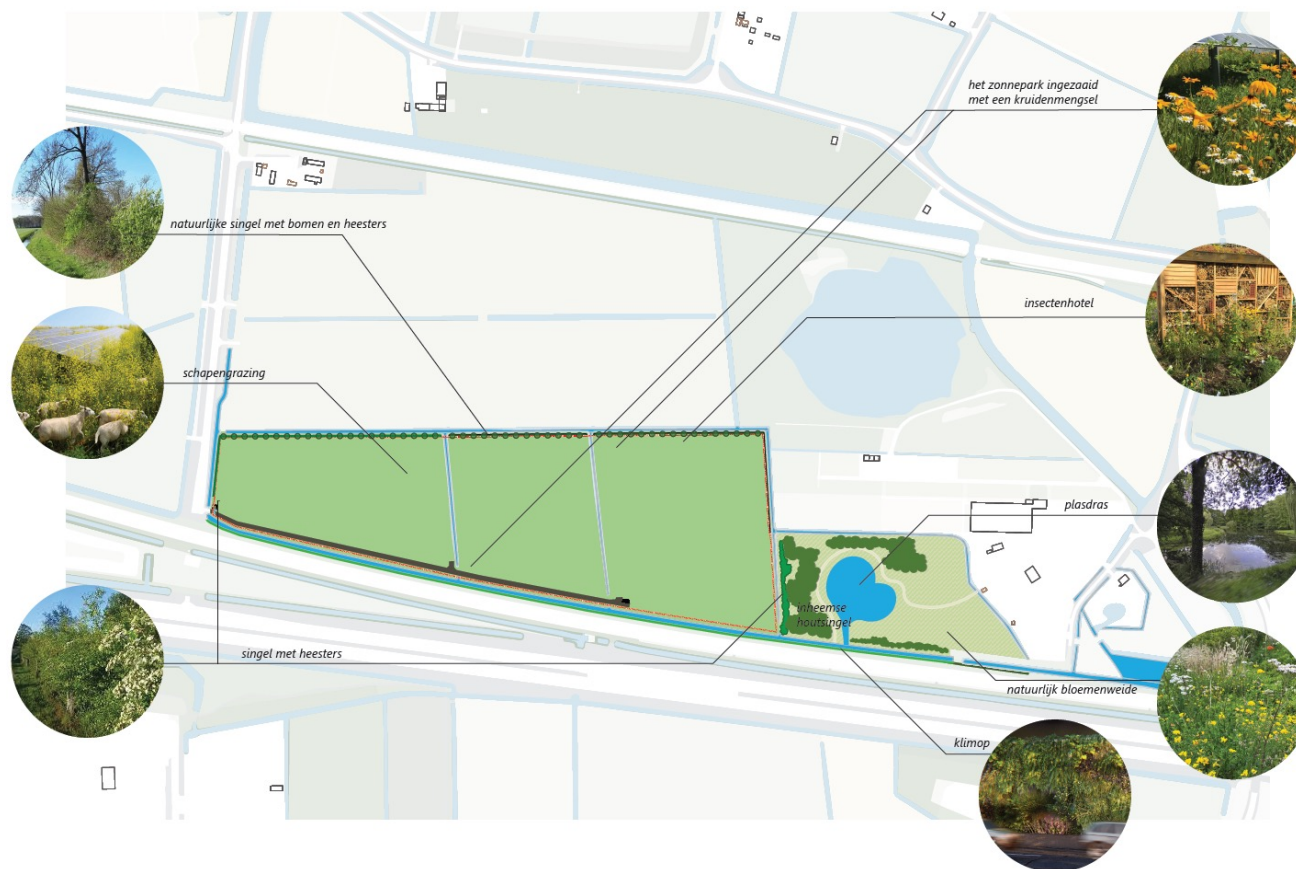 het zonnepark ingezaaid
met een kruidenmengsel
natuurlijke singel met bomen en heesters
insectenhotel
schapengrazing
plasdras
inheemse
houtsingel
singel met heesters
natuurlijk bloemenweide
klimop